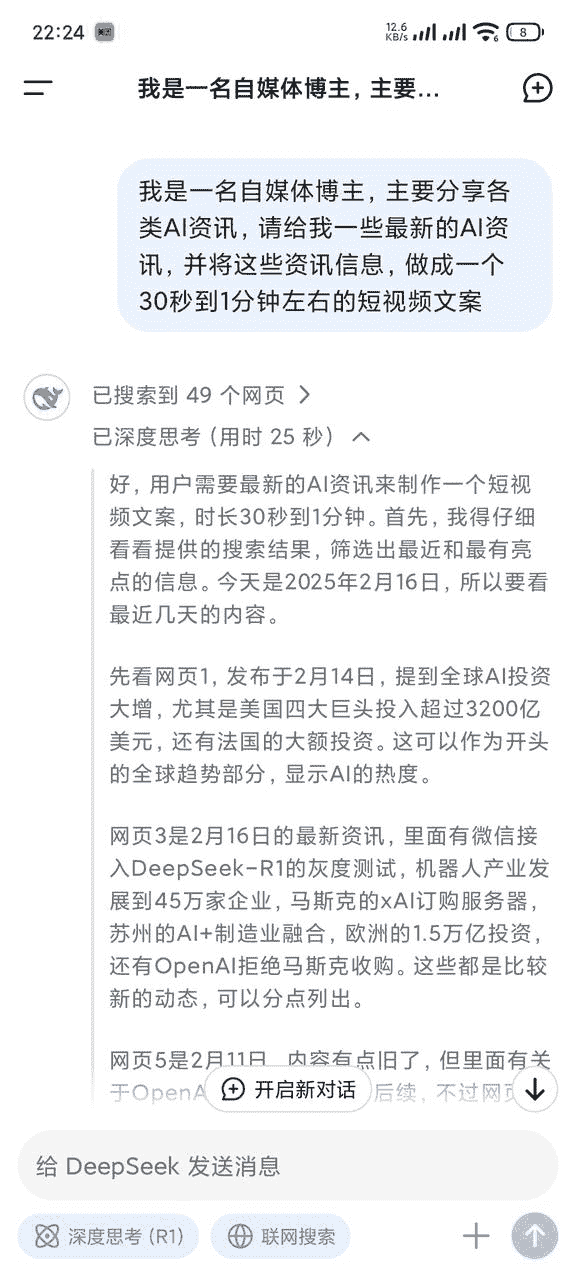 22:24
12.6
KB/s
6
8
我是一名自媒体博主，主要...
我是一名自媒体博主，主要分享各
类AI资讯，请给我一些最新的AI资
讯，并将这些资讯信息，做成一个
30秒到1分钟左右的短视频文案
已搜索到 49 个网页
已深度思考（用时 25 秒）
好，用户需要最新的AI资讯来制作一个短视
频文案，时长30秒到1分钟。首先，我得仔细
看看提供的搜索结果，筛选出最近和最有亮
点的信息。今天是2025年2月16日，所以要看
最近几天的内容。
先看网页1，发布于2月14日，提到全球AI投资
大增，尤其是美国四大巨头投入超过3200亿
美元，还有法国的大额投资。这可以作为开头
的全球趋势部分，显示AI的热度。
网页3是2月16日的最新资讯，里面有微信接
入DeepSeek-R1的灰度测试，机器人产业发
展到45万家企业，马斯克的xAI订购服务器，
苏州的AI+制造业融合，欧洲的1.5万亿投资，
还有OpenAI拒绝马斯克收购。这些都是比较
新的动态，可以分点列出。
网页5是2月11日，内容有点旧了，但里面有关
于OpenA
开启新对话
后续，不过网页
给 DeepSeek 发送消息
深度思考 (R1)
联网搜索